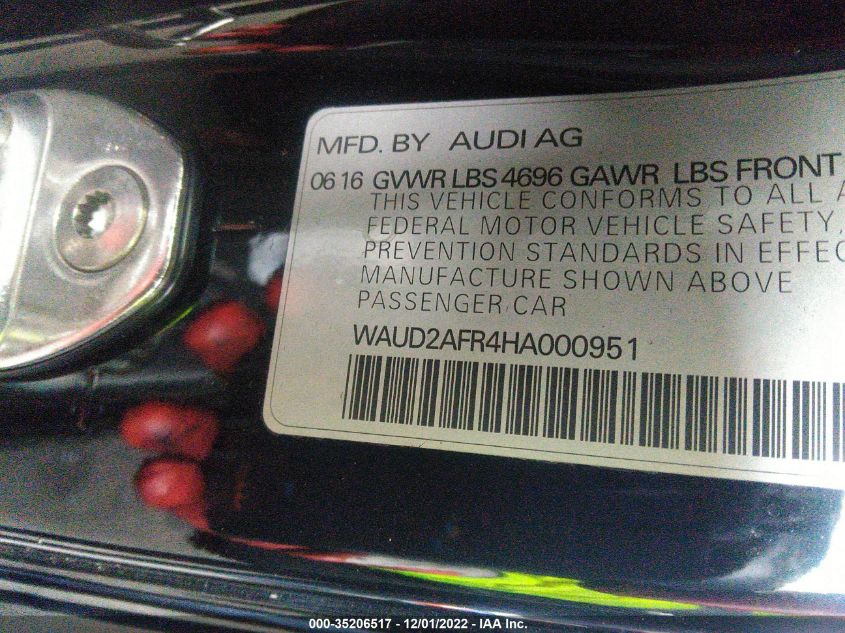 MFD. BY AUDI AG
06 16 GVWR LBS 4696 GAWR LBS FRONT
THIS VEHICLE CONFORMS TO ALL A
FEDERAL MOTOR VEHICLE SAFETY,
PREVENTION STANDARDS IN EFFEC
MANUFACTURE SHOWN ABOVE
PASSENGER CAR
WAUD2AFR4HA000951
000-35206517 - 12/01/2022 - IAA Inc.